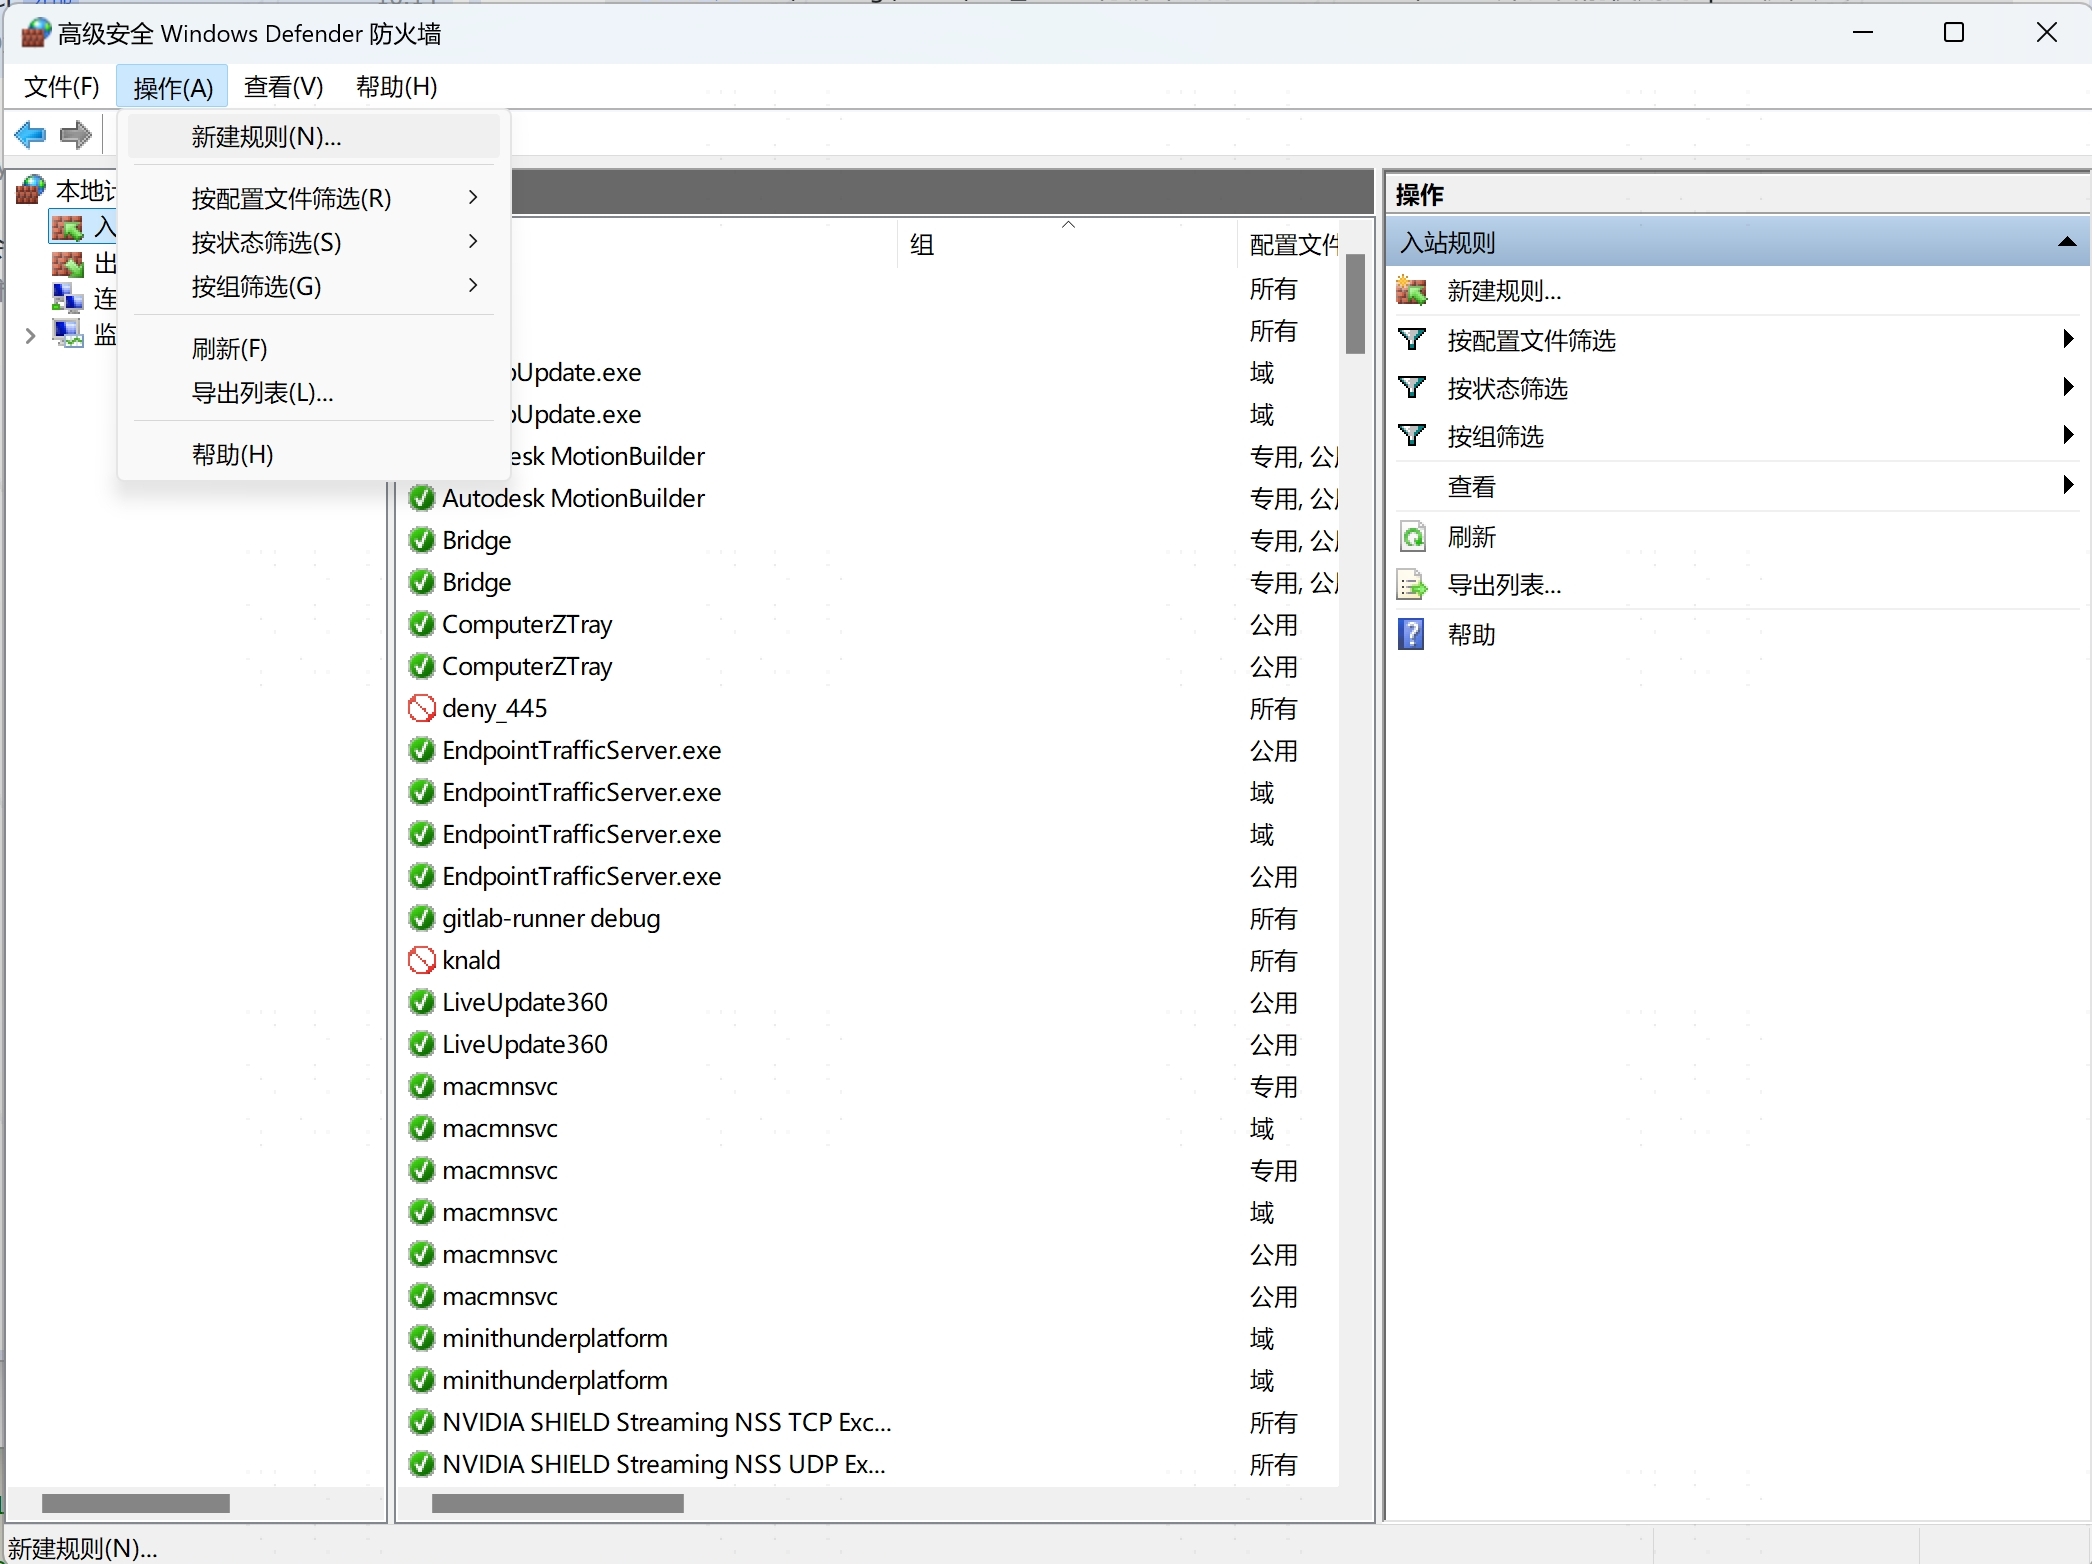 高级安全 Windows Defender 防火墙
文件(F) 操作(A) 查看(V) 帮助(H)
新建规则(N)...
按配置文件筛选(R)
按状态筛选(S)
按组筛选(G)
刷新(F)
导出列表(L)...
帮助(H)
本地
入
出
连
监
组 配置文件
所有
所有
Update.exe 域
Update.exe 域
esk MotionBuilder 专用, 公
Autodesk MotionBuilder 专用, 公
Bridge 专用, 公
Bridge 专用, 公
ComputerZTray 公用
ComputerZTray 公用
deny_445 所有
EndpointTrafficServer.exe 公用
EndpointTrafficServer.exe 域
EndpointTrafficServer.exe 域
EndpointTrafficServer.exe 公用
gitlab-runner debug 所有
knald 所有
LiveUpdate360 公用
LiveUpdate360 公用
macmnsvc 专用
macmnsvc 域
macmnsvc 专用
macmnsvc 域
macmnsvc 公用
macmnsvc 公用
minithunderplatform 域
minithunderplatform 域
NVIDIA SHIELD Streaming NSS TCP Exc... 所有
NVIDIA SHIELD Streaming NSS UDP Ex... 所有
操作
入站规则
新建规则...
按配置文件筛选
按状态筛选
按组筛选
查看
刷新
导出列表...
帮助
新建规则(N)...